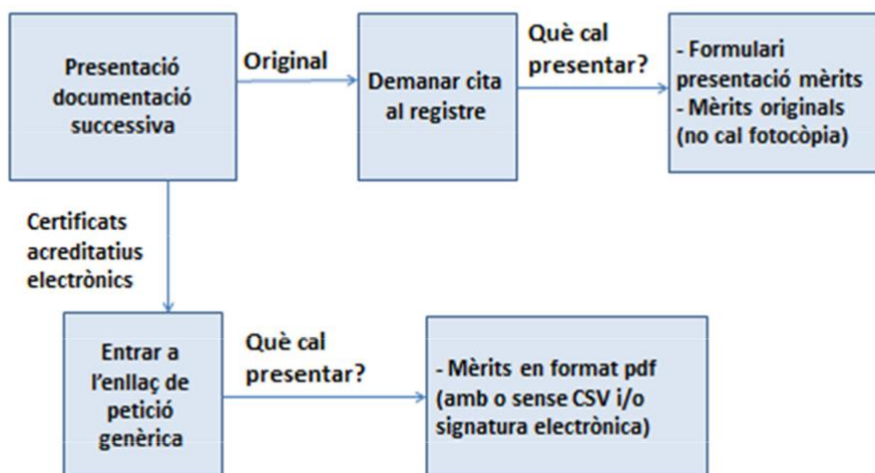 Presentació
documentació
successiva
Original
Demanar cita
al registre
Què cal
presentar?
- Formulari
presentació mèrits
- Mèrits originals
(no cal fotocòpia)
Certificats
acreditatius
electrònics
Entrar a
l'enllaç de
petició
genèrica
Què cal
presentar?
- Mèrits en format pdf
(amb o sense CSV i/o
signatura electrònica)